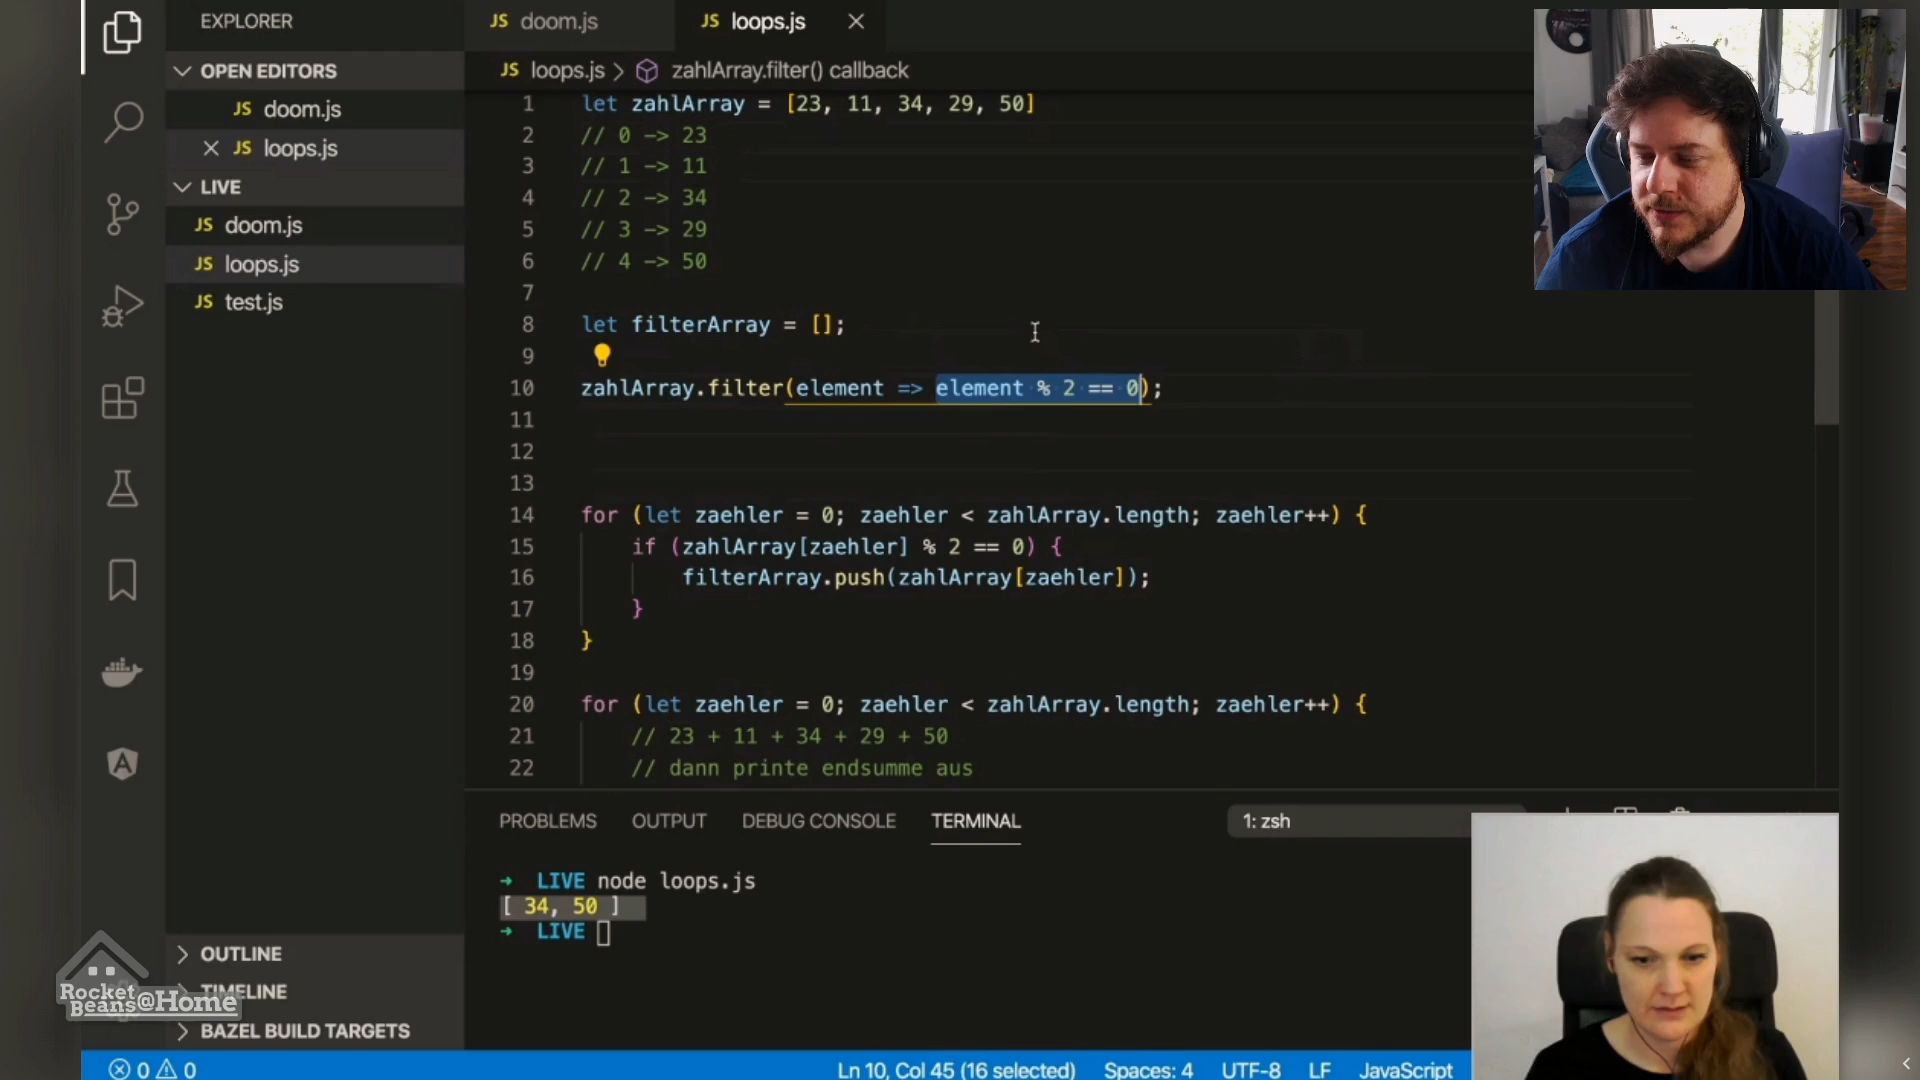 EXPLORER
OPEN EDITORS
JS doom.js
JS loops.js
LIVE
JS doom.js
JS loops.js
JS test.js
OUTLINE
TIMELINE
BAZEL BUILD TARGETS
JS doom.js
JS loops.js
JS loops.js > zahlArray.filter() callback
1 let zahlArray = [23, 11, 34, 29, 50]
2 // 0 -> 23
3 // 1 -> 11
4 // 2 -> 34
5 // 3 -> 29
6 // 4 -> 50
7
8 let filterArray = [];
9
10 zahlArray.filter(element => element % 2 == 0);
11
12
13
14 for (let zaehler = 0; zaehler < zahlArray.length; zaehler++) {
15 if (zahlArray[zaehler] % 2 == 0) {
16 filterArray.push(zahlArray[zaehler]);
17 }
18 }
19
20 for (let zaehler = 0; zaehler < zahlArray.length; zaehler++) {
21 // 23 + 11 + 34 + 29 + 50
22 // dann printe endsumme aus
PROBLEMS OUTPUT DEBUG CONSOLE TERMINAL 1: zsh
➜ LIVE node loops.js
[ 34, 50 ]
➜ LIVE
Rocket
Beans@Home
0 0 Ln 10, Col 45 (16 selected) Spaces: 4 UTF-8 LF JavaScript